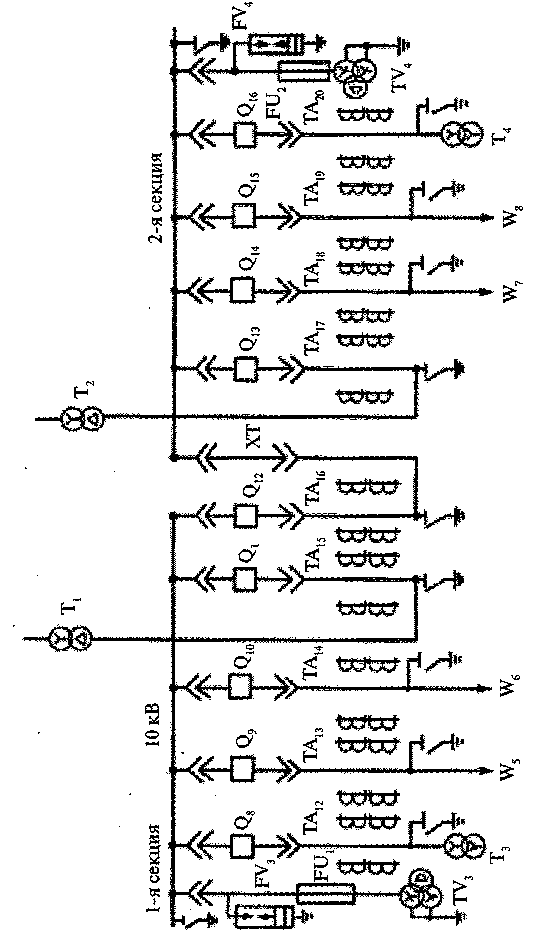 1-я секция
10 кВ
2-я секция
T₁
T₂
Q₈
Q₉
Q₁₀
Q₁
Q₁₂
XT
Q₁₃
Q₁₄
Q₁₅
Q₁₆
FV₃
FU₁
FV₄
FU₂
TA₁₂
TA₁₃
TA₁₄
TA₁₅
TA₁₆
TA₁₇
TA₁₈
TA₁₉
TA₂₀
TV₃
T₃
W₅
W₆
W₇
W₈
T₄
TV₄